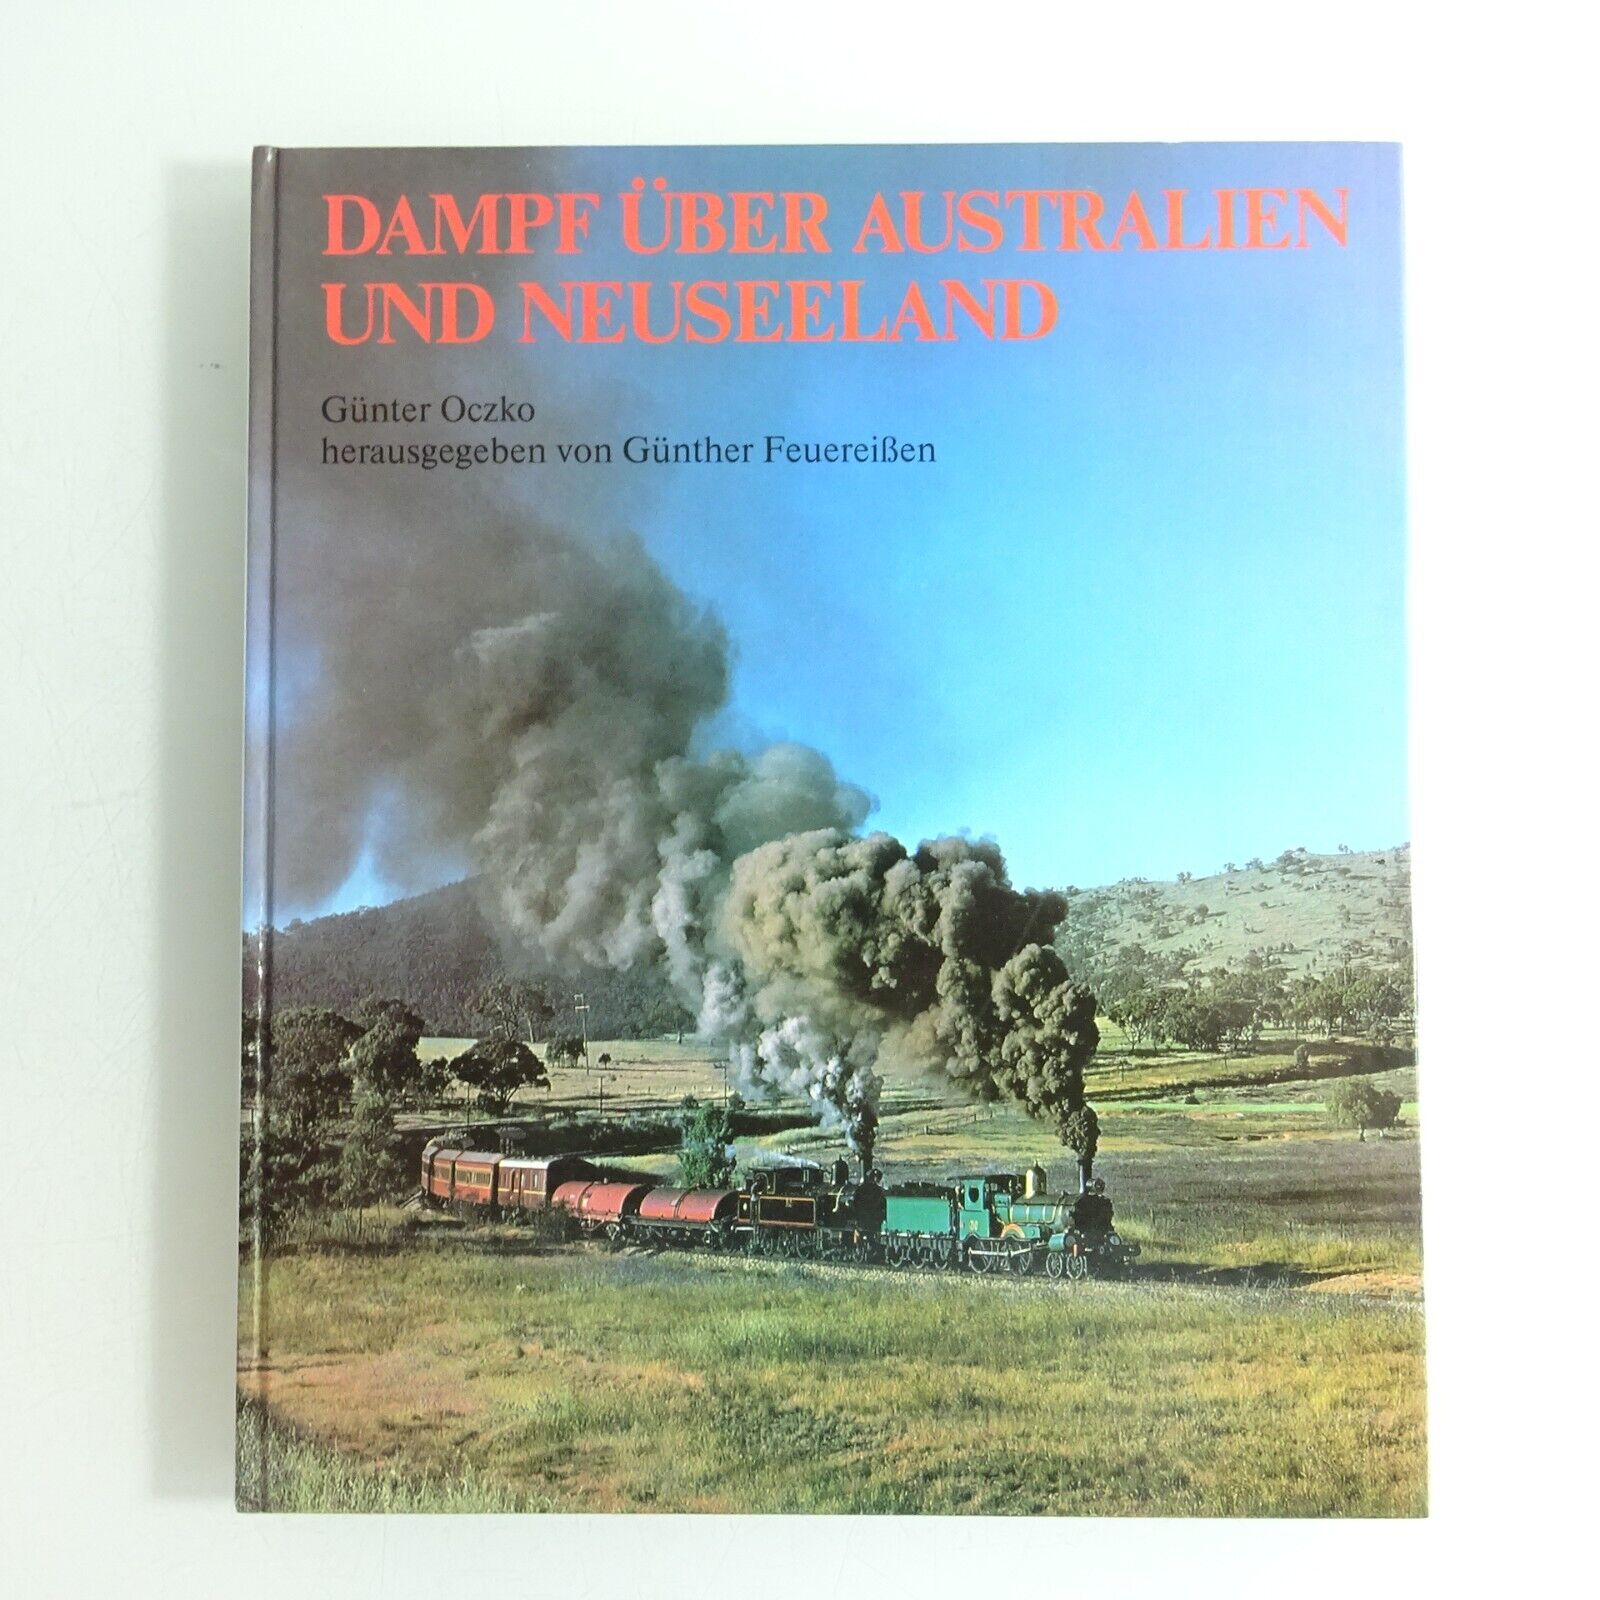 DAMPF ÜBER AUSTRALIEN
UND NEUSEELAND
Günter Oczko
herausgegeben von Günther Feuereißen